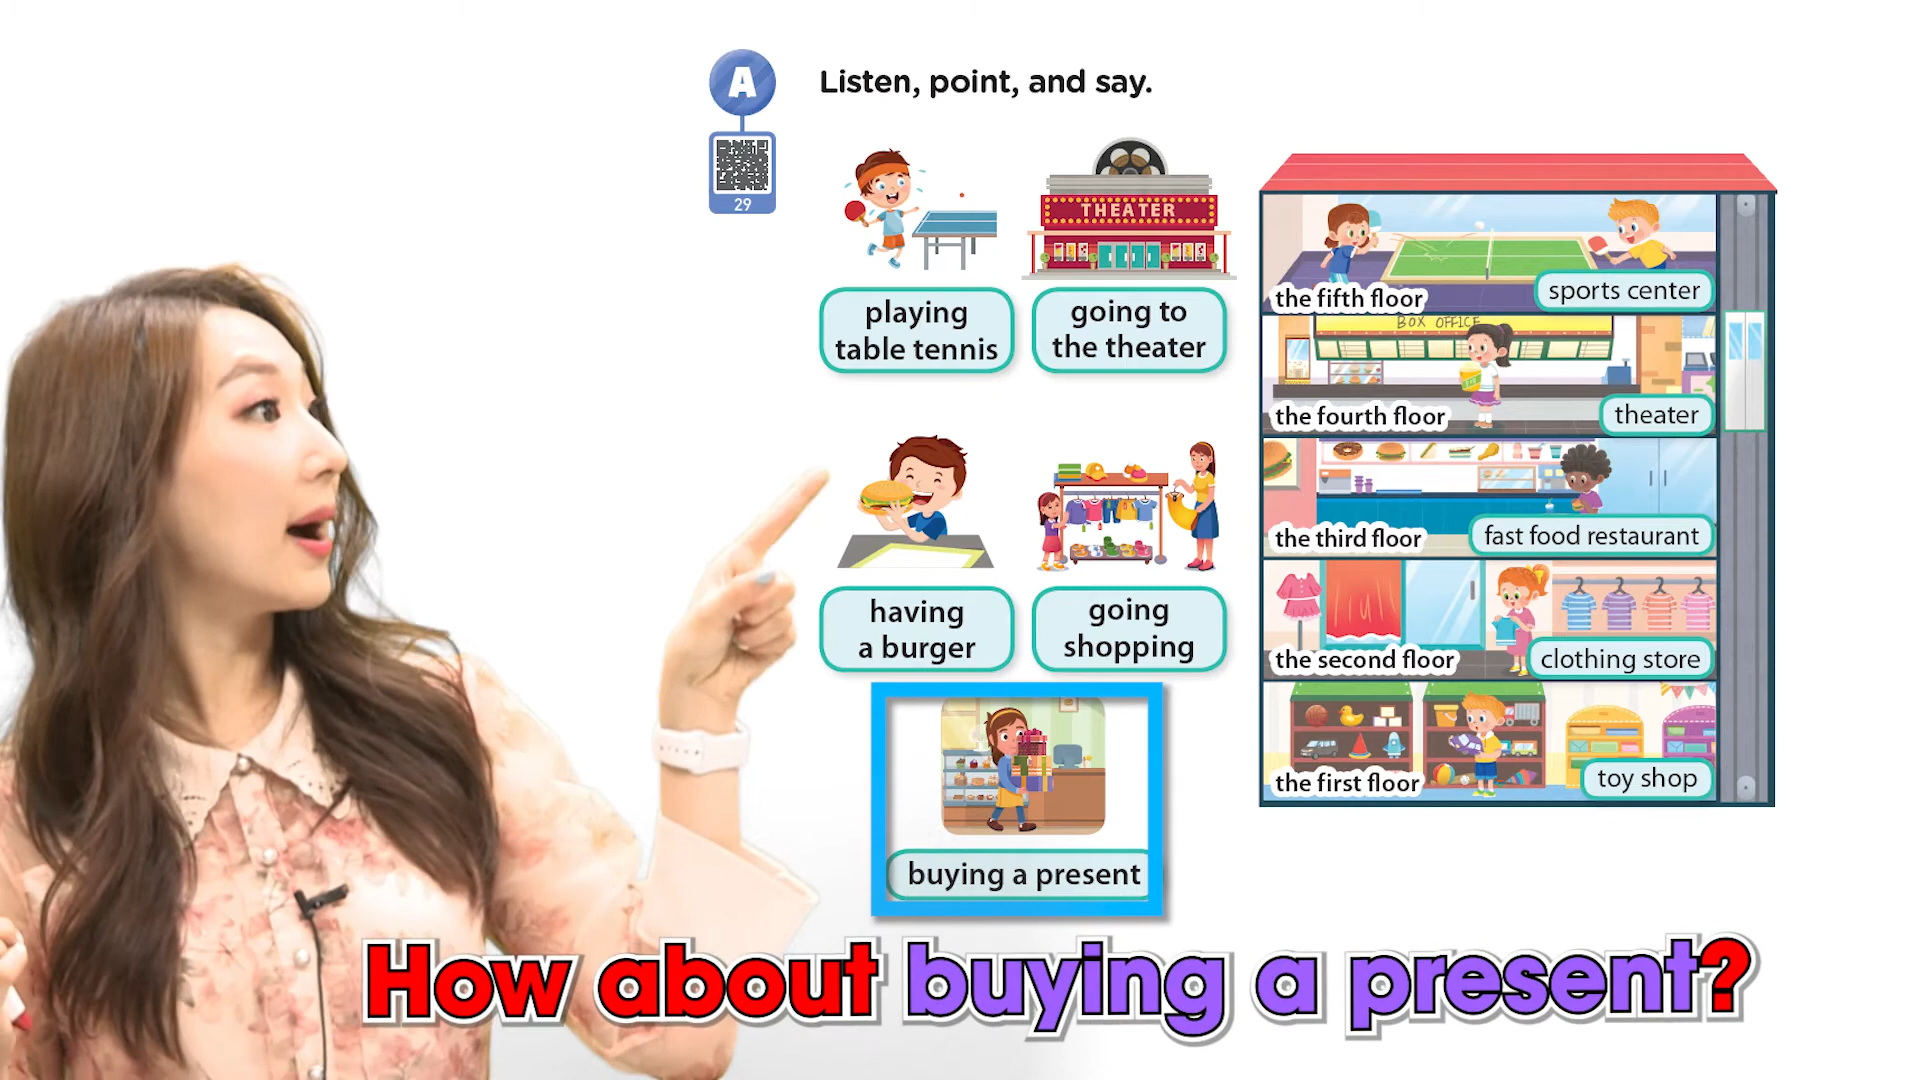 A
Listen, point, and say.
29
THEATER
playing
table tennis
going to
the theater
having
a burger
going
shopping
buying a present
the fifth floor
sports center
BOX OFFICE
the fourth floor
theater
the third floor
fast food restaurant
the second floor
clothing store
the first floor
toy shop
How about buying a present?